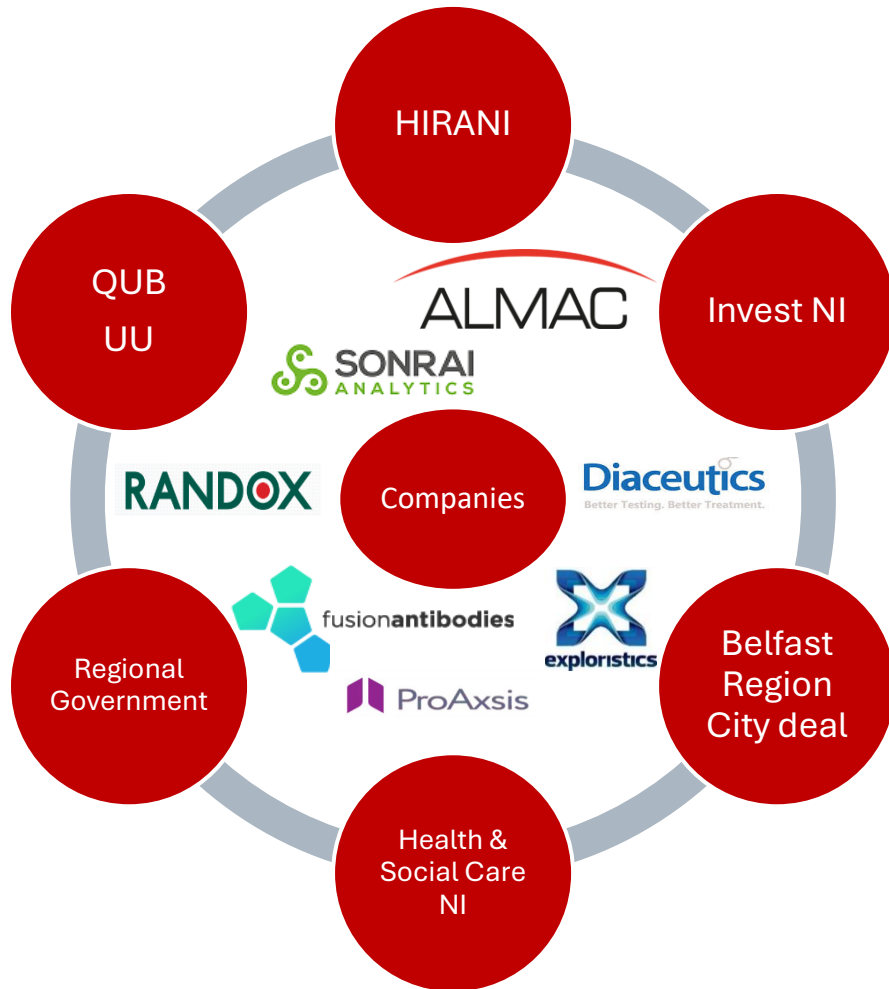 HIRANI
QUB
UU
ALMAC
Invest NI
SONRAI
ANALYTICS
RANDOX
Companies
Diaceutics
Better Testing. Better Treatment.
fusionantibodies
exploristics
Regional
Government
ProAxsis
Belfast
Region
City deal
Health &
Social Care
NI